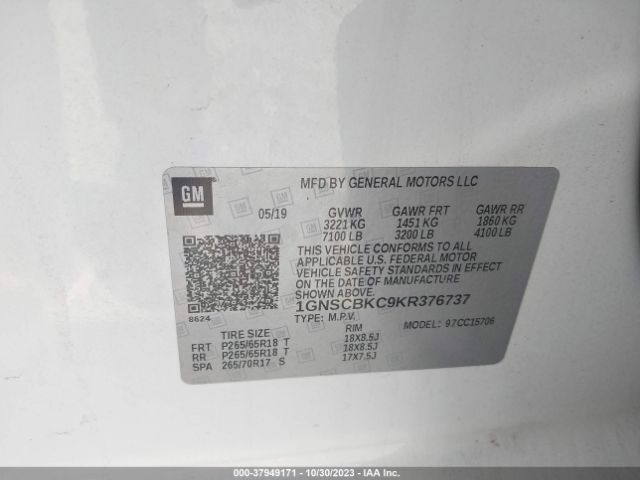 GM
MFD BY GENERAL MOTORS LLC
05/19 GVWR GAWR FRT GAWR RR
3221 KG 1451 KG 1860 KG
7100 LB 3200 LB 4100 LB
THIS VEHICLE CONFORMS TO ALL
APPLICABLE U.S. FEDERAL MOTOR
VEHICLE SAFETY STANDARDS IN EFFECT
ON THE DATE OF MANUFACTURE
SHOWN ABOVE.
1GNSCBKC9KR376737
8624 TYPE: M.P.V. MODEL: 97CC15706
TIRE SIZE RIM
FRT P265/65R18 T 18X8.5J
RR P265/65R18 T 18X8.5J
SPA 265/70R17 S 17X7.5J
000-37949171 - 10/30/2023 - IAA Inc.